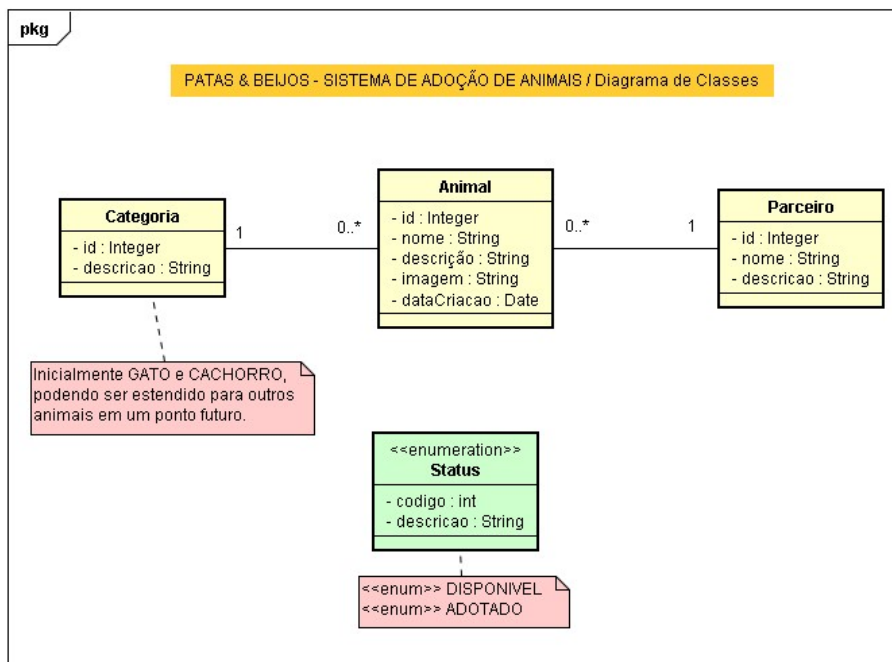 pkg
PATAS & BEIJOS - SISTEMA DE ADOÇÃO DE ANIMAIS / Diagrama de Classes
Categoria
- id : Integer
- descricao : String
1
0..*
Animal
- id : Integer
- nome : String
- descrição : String
- imagem : String
- dataCriacao : Date
0..*
1
Parceiro
- id : Integer
- nome : String
- descricao : String
Inicialmente GATO e CACHORRO,
podendo ser estendido para outros
animais em um ponto futuro.
<<enumeration>>
Status
- codigo : int
- descricao : String
<<enum>> DISPONIVEL
<<enum>> ADOTADO